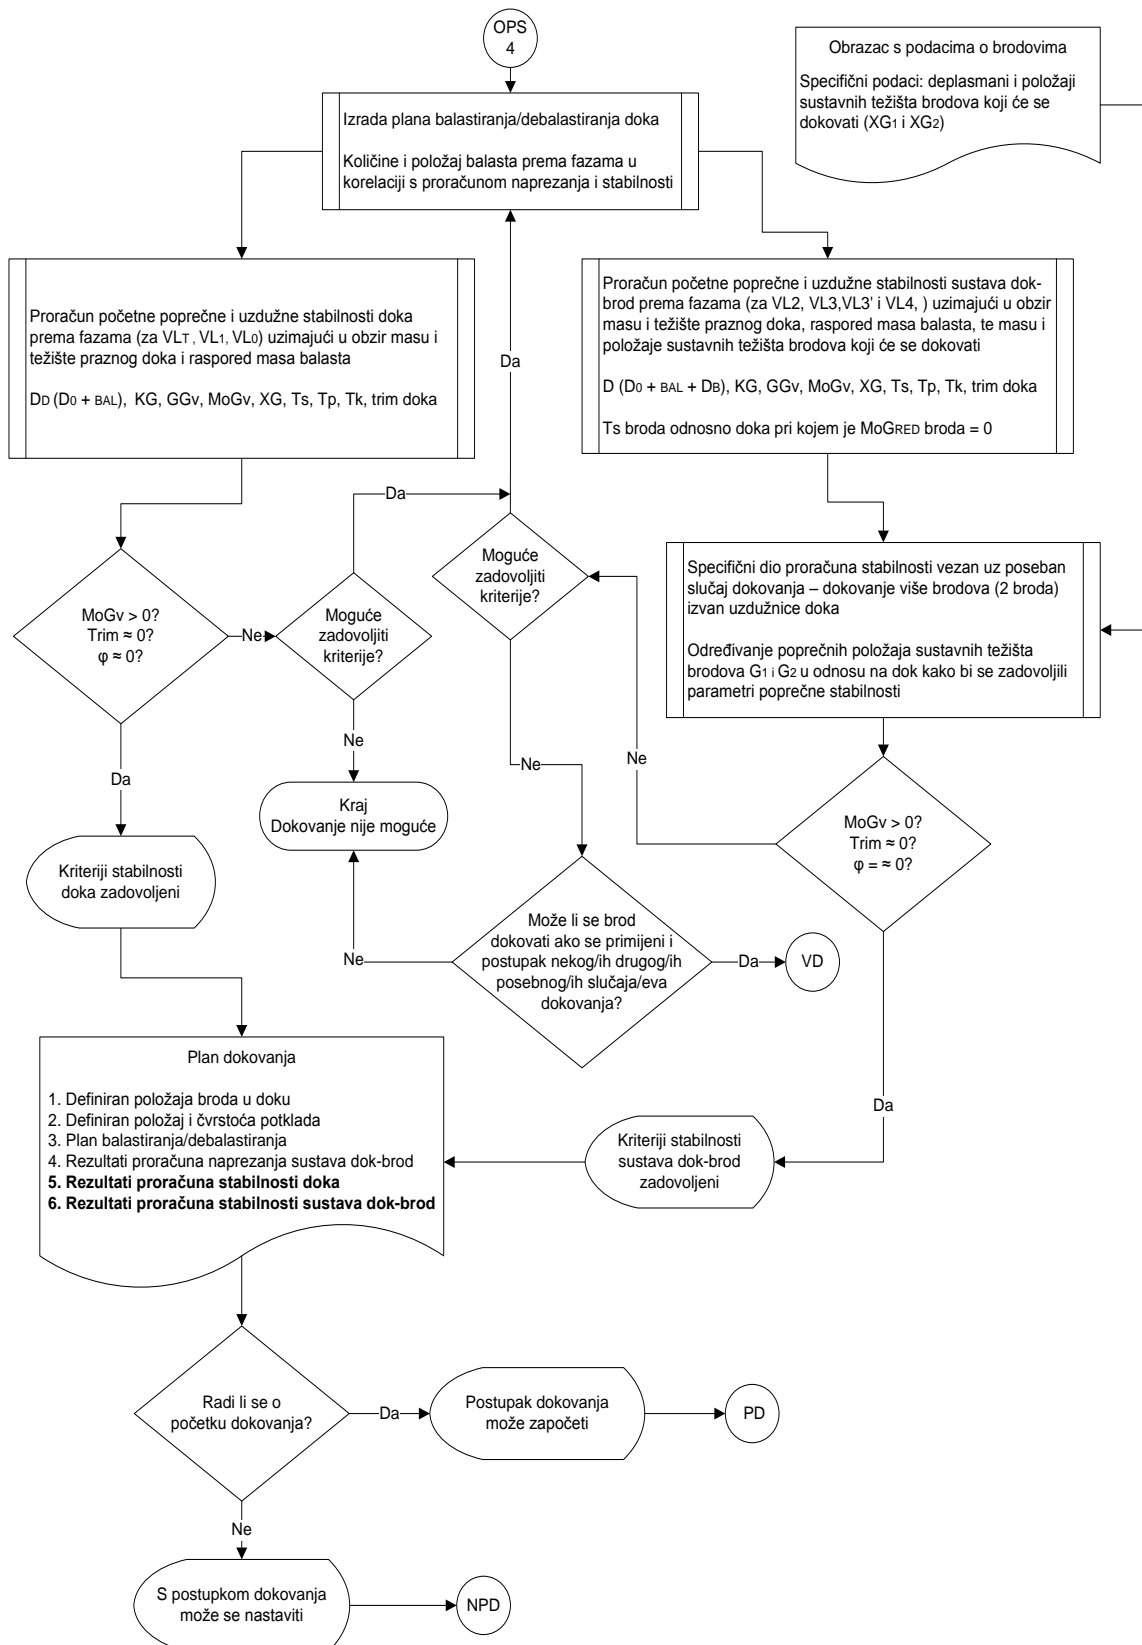 OPS
4
Obrazac s podacima o brodovima
Specifični podaci: deplasmani i položaji
sustavnih težišta brodova koji će se
dokovati (XG1 i XG2)
Izrada plana balastiranja/debalastiranja doka
Količine i položaj balasta prema fazama u
korelaciji s proračunom naprezanja i stabilnosti
Proračun početne poprečne i uzdužne stabilnosti doka
prema fazama (za VLT , VL1, VL0) uzimajući u obzir masu i
težište praznog doka i raspored masa balasta
DD (D0 + BAL), KG, GGv, MoGv, XG, Ts, Tp, Tk, trim doka
Da
Proračun početne poprečne i uzdužne stabilnosti sustava dok-
brod prema fazama (za VL2, VL3,VL3' i VL4, ) uzimajući u obzir
masu i težište praznog doka, raspored masa balasta, te masu i
položaje sustavnih težišta brodova koji će se dokovati
D (D0 + BAL + DB), KG, GGv, MoGv, XG, Ts, Tp, Tk, trim doka
Ts broda odnosno doka pri kojem je MoGRED broda = 0
Da
MoGv > 0?
Trim ≈ 0?
φ ≈ 0?
Ne
Moguće
zadovoljiti
kriterije?
Moguće
zadovoljiti
kriterije?
Specifični dio proračuna stabilnosti vezan uz poseban
slučaj dokovanja – dokovanje više brodova (2 broda)
izvan uzdužnice doka
Određivanje poprečnih položaja sustavnih težišta
brodova G1 i G2 u odnosu na dok kako bi se zadovoljili
parametri poprečne stabilnosti
Da
Ne
Ne
Ne
Kraj
Dokovanje nije moguće
MoGv > 0?
Trim ≈ 0?
φ = ≈ 0?
Kriteriji stabilnosti
doka zadovoljeni
Može li se brod
dokovati ako se primijeni i
postupak nekog/ih drugog/ih
posebnog/ih slučaja/eva
dokovanja?
Ne
Da
VD
Plan dokovanja
1. Definiran položaja broda u doku
2. Definiran položaj i čvrstoća potklada
3. Plan balastiranja/debalastiranja
4. Rezultati proračuna naprezanja sustava dok-brod
5. Rezultati proračuna stabilnosti doka
6. Rezultati proračuna stabilnosti sustava dok-brod
Da
Kriteriji stabilnosti
sustava dok-brod
zadovoljeni
Radi li se o
početku dokovanja?
Da
Postupak dokovanja
može započeti
PD
Ne
S postupkom dokovanja
može se nastaviti
NPD